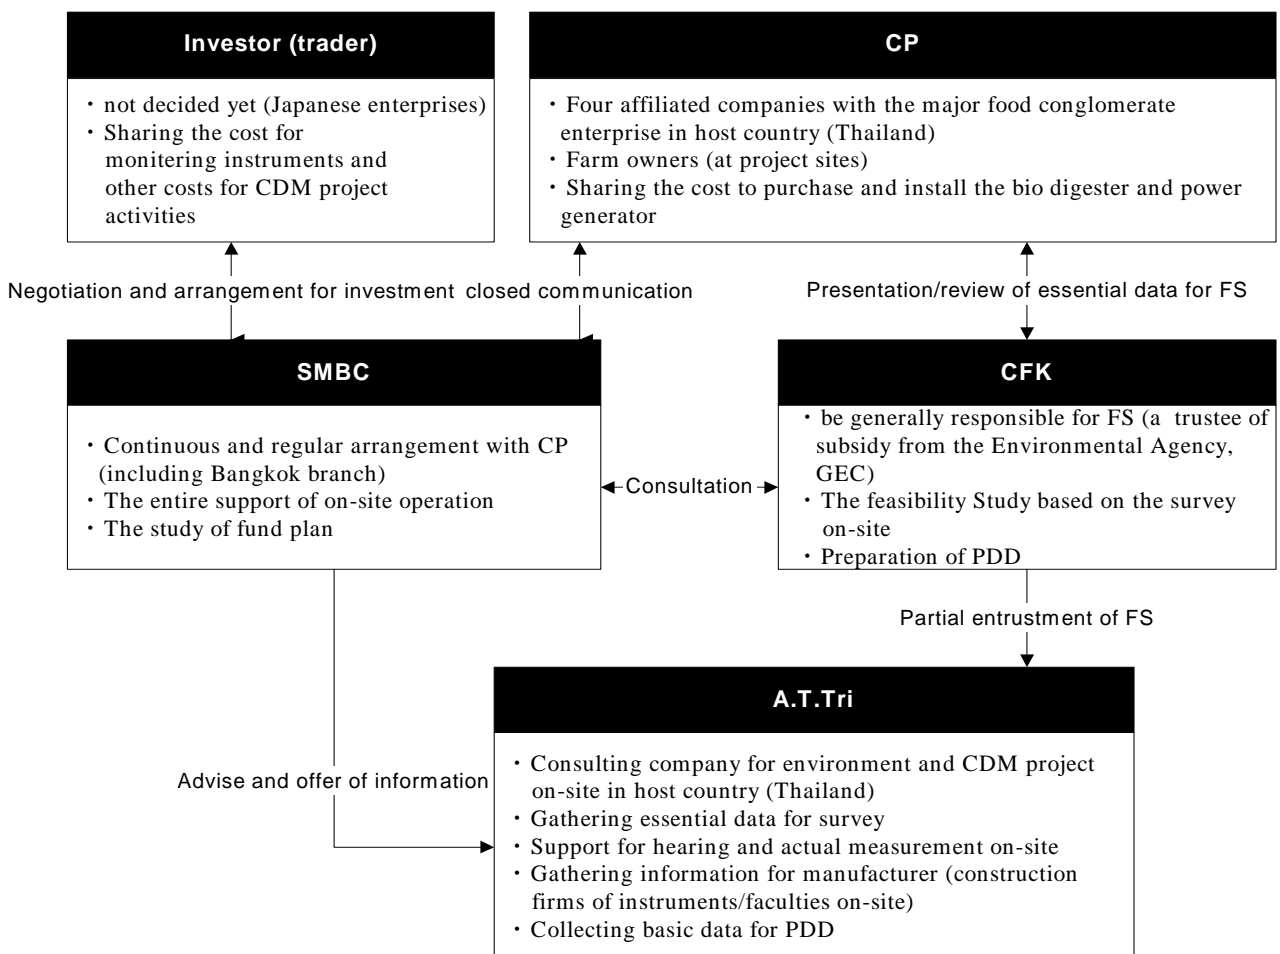 Investor (trader)
・not decided yet (Japanese enterprises)
・Sharing the cost for
monitering instruments and
other costs for CDM project
activities
CP
・Four affiliated companies with the major food conglomerate
enterprise in host country (Thailand)
・Farm owners (at project sites)
・Sharing the cost to purchase and install the bio digester and power
generator
Negotiation and arrangement for investment
closed communication
Presentation/review of essential data for FS
SMBC
・Continuous and regular arrangement with CP
(including Bangkok branch)
・The entire support of on-site operation
・The study of fund plan
Consultation
CFK
・be generally responsible for FS (a trustee of
subsidy from the Environmental Agency,
GEC)
・The feasibility Study based on the survey
on-site
・Preparation of PDD
Partial entrustment of FS
Advise and offer of information
A.T.Tri
・Consulting company for environment and CDM project
on-site in host country (Thailand)
・Gathering essential data for survey
・Support for hearing and actual measurement on-site
・Gathering information for manufacturer (construction
firms of instruments/faculties on-site)
・Collecting basic data for PDD